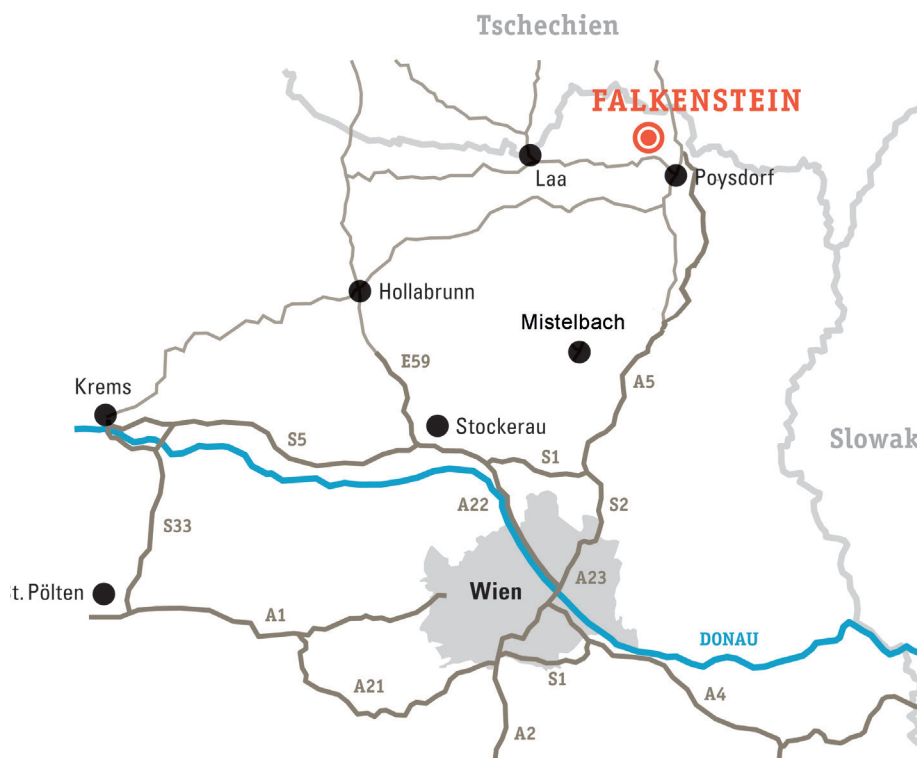 Tschechien
FALKENSTEIN
Laa
Poysdorf
Hollabrunn
Mistelbach
E59
A5
Krems
Stockerau
S5
S1
Slowak
A22
S2
S33
A23
t. Pölten
Wien
A1
DONAU
S1
A21
A4
A2